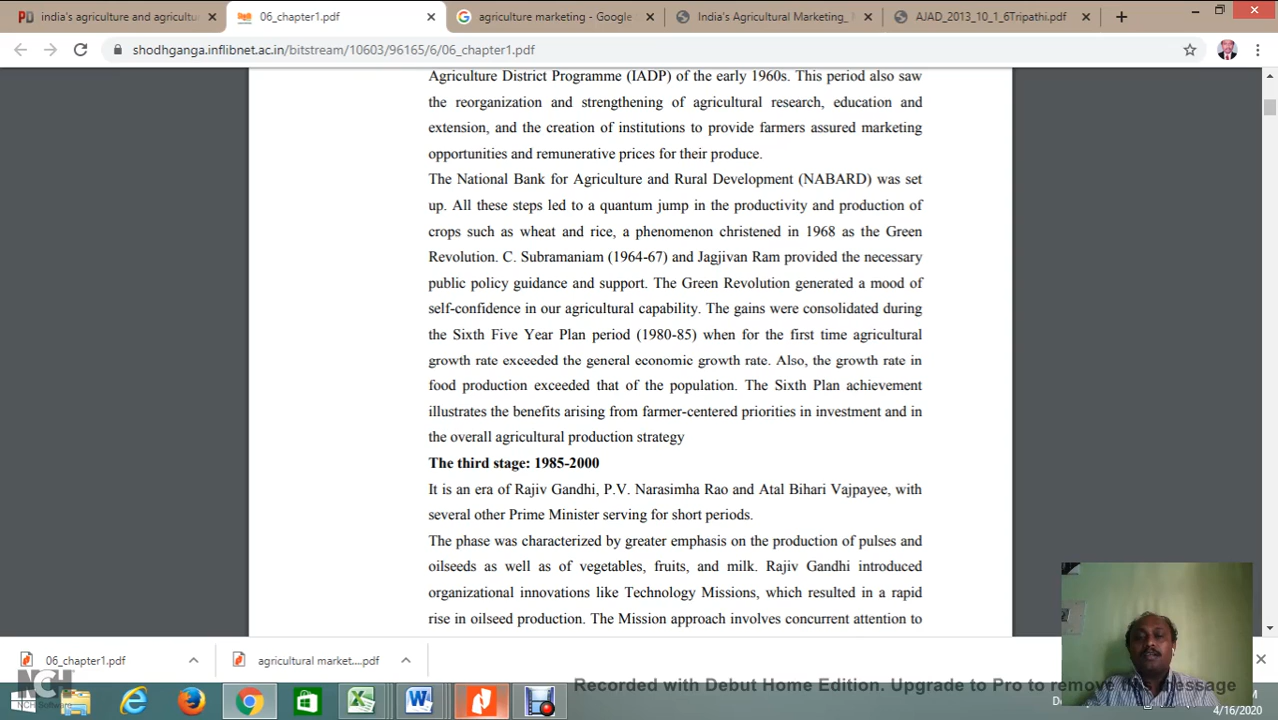 india's agriculture and agricultu
06_chapter1.pdf
agriculture marketing - Google
India's Agricultural Marketing_
AJAD_2013_10_1_6Tripathi.pdf
shodhganga.inflibnet.ac.in/bitstream/10603/96165/6/06_chapter1.pdf
Agriculture District Programme (IADP) of the early 1960s. This period also saw
the reorganization and strengthening of agricultural research, education and
extension, and the creation of institutions to provide farmers assured marketing
opportunities and remunerative prices for their produce.
The National Bank for Agriculture and Rural Development (NABARD) was set
up. All these steps led to a quantum jump in the productivity and production of
crops such as wheat and rice, a phenomenon christened in 1968 as the Green
Revolution. C. Subramaniam (1964-67) and Jagjivan Ram provided the necessary
public policy guidance and support. The Green Revolution generated a mood of
self-confidence in our agricultural capability. The gains were consolidated during
the Sixth Five Year Plan period (1980-85) when for the first time agricultural
growth rate exceeded the general economic growth rate. Also, the growth rate in
food production exceeded that of the population. The Sixth Plan achievement
illustrates the benefits arising from farmer-centered priorities in investment and in
the overall agricultural production strategy
The third stage: 1985-2000
It is an era of Rajiv Gandhi, P.V. Narasimha Rao and Atal Bihari Vajpayee, with
several other Prime Minister serving for short periods.
The phase was characterized by greater emphasis on the production of pulses and
oilseeds as well as of vegetables, fruits, and milk. Rajiv Gandhi introduced
organizational innovations like Technology Missions, which resulted in a rapid
rise in oilseed production. The Mission approach involves concurrent attention to
06_chapter1.pdf
agricultural market....pdf
NCH
NCH Software
Recorded with Debut Home Edition. Upgrade to Pro to remove this message
4/16/2020